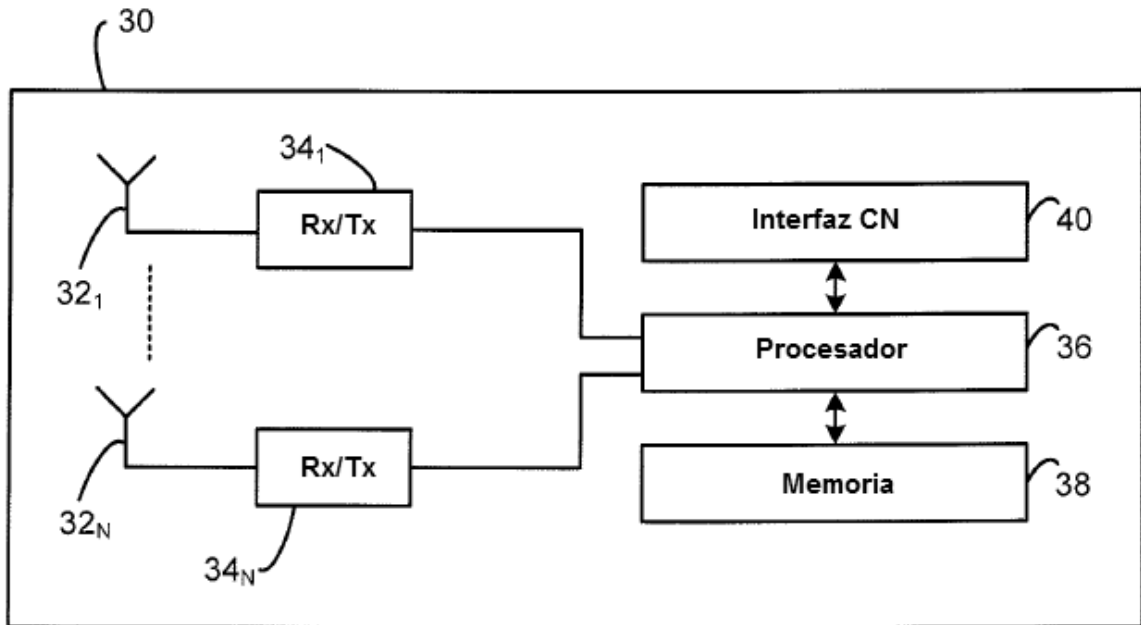 30
34₁
Rx/Tx
Interfaz CN
40
32₁
Procesador
36
Rx/Tx
Memoria
38
32N
34N